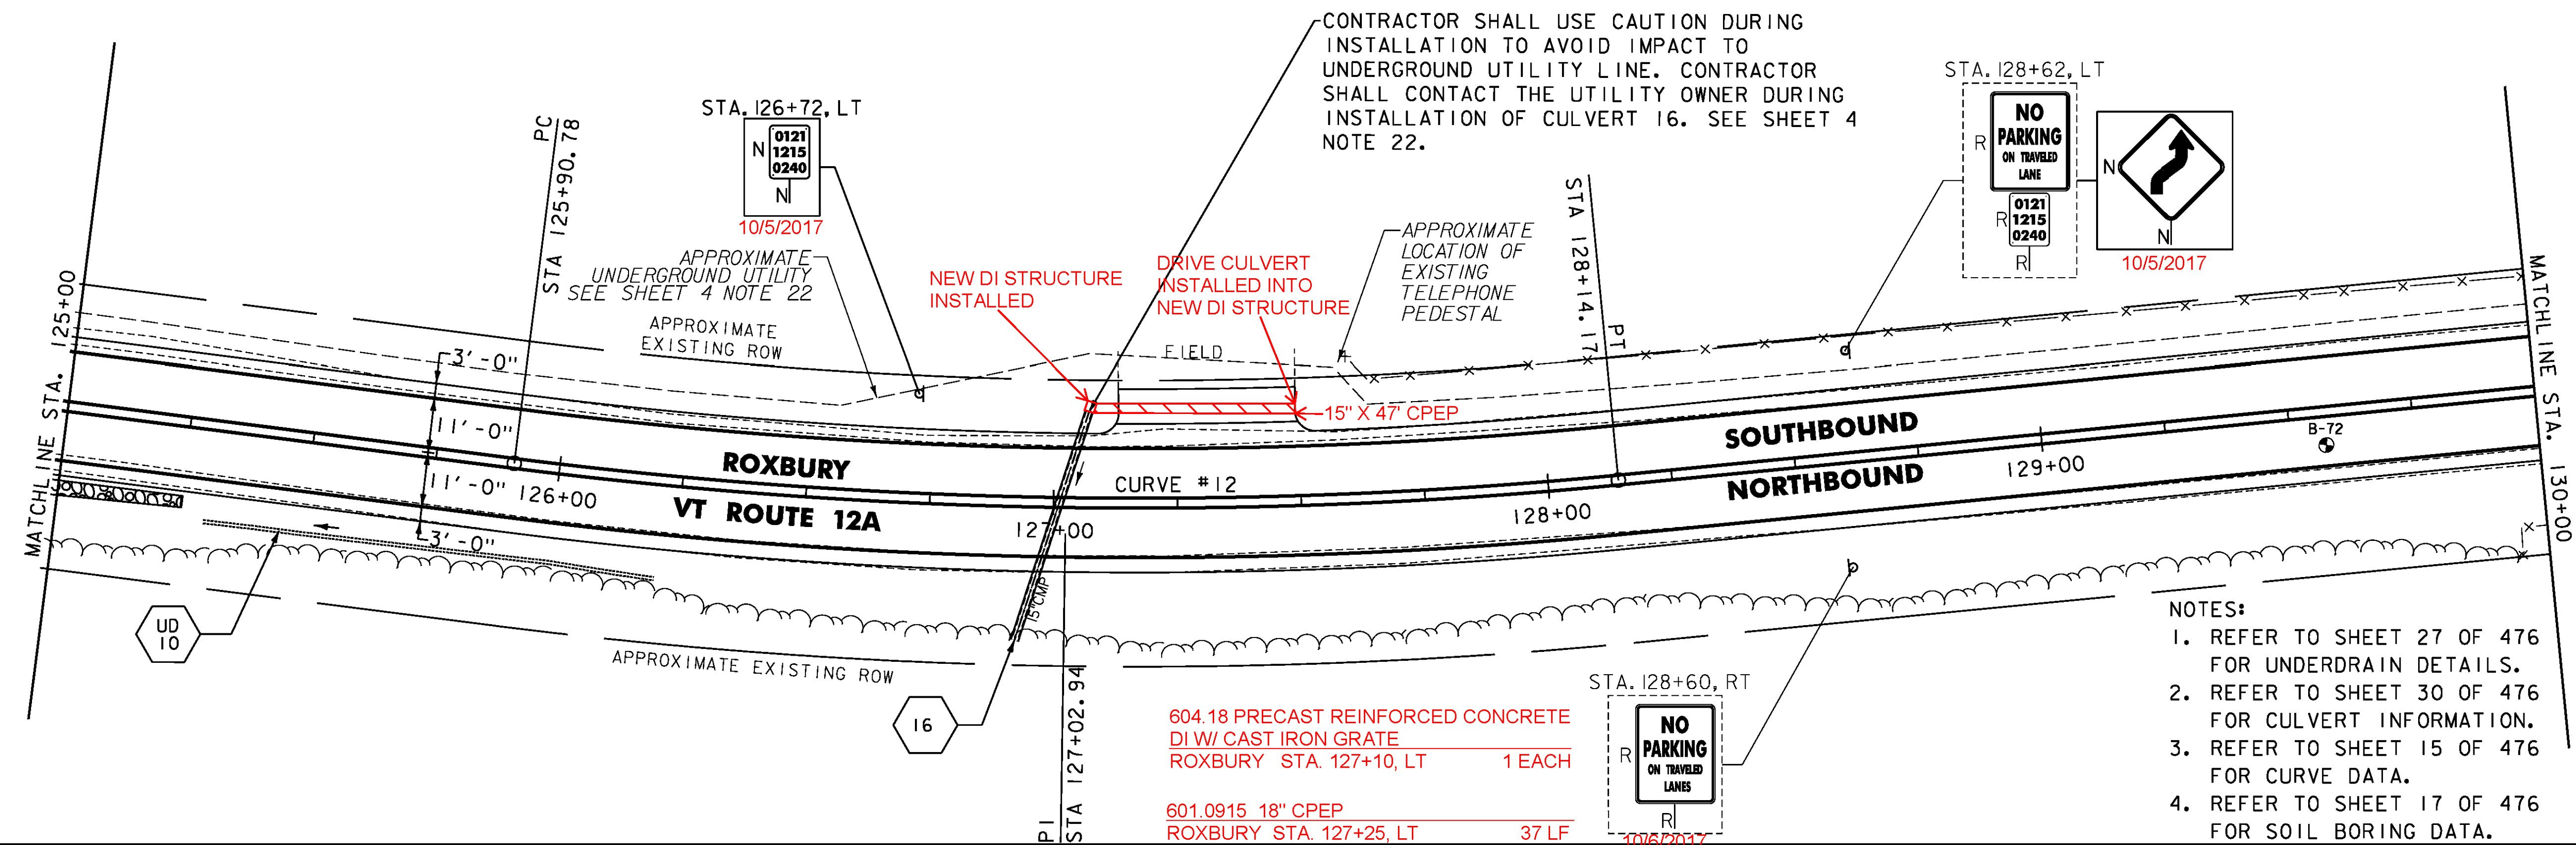 CONTRACTOR SHALL USE CAUTION DURING
INSTALLATION TO AVOID IMPACT TO
UNDERGROUND UTILITY LINE. CONTRACTOR
SHALL CONTACT THE UTILITY OWNER DURING
INSTALLATION OF CULVERT 16. SEE SHEET 4
NOTE 22.
STA. 126+72, LT
N
0121
1215
0240
N
10/5/2017
PC
STA 125+90.78
STA. 128+62, LT
R
NO
PARKING
ON TRAVELED
LANE
R
0121
1215
0240
R
N
N
10/5/2017
APPROXIMATE
UNDERGROUND UTILITY
SEE SHEET 4 NOTE 22
APPROXIMATE
EXISTING ROW
NEW DI STRUCTURE
INSTALLED
DRIVE CULVERT
INSTALLED INTO
NEW DI STRUCTURE
APPROXIMATE
LOCATION OF
EXISTING
TELEPHONE
PEDESTAL
STA 128+14.17
PT
FIELD
15" X 47' CPEP
MATCHLINE STA. 125+00
MATCHLINE STA. 130+00
3'-0"
11'-0"
11'-0"
3'-0"
126+00
ROXBURY
VT ROUTE 12A
CURVE #12
127+00
128+00
SOUTHBOUND
NORTHBOUND
129+00
B-72
15"CMP
UD
10
APPROXIMATE EXISTING ROW
16
PI
STA 127+02.94
604.18 PRECAST REINFORCED CONCRETE
DI W/ CAST IRON GRATE
ROXBURY STA. 127+10, LT 1 EACH
601.0915 18" CPEP
ROXBURY STA. 127+25, LT 37 LF
STA. 128+60, RT
R
NO
PARKING
ON TRAVELED
LANES
R
10/6/2017
NOTES:
1. REFER TO SHEET 27 OF 476
FOR UNDERDRAIN DETAILS.
2. REFER TO SHEET 30 OF 476
FOR CULVERT INFORMATION.
3. REFER TO SHEET 15 OF 476
FOR CURVE DATA.
4. REFER TO SHEET 17 OF 476
FOR SOIL BORING DATA.